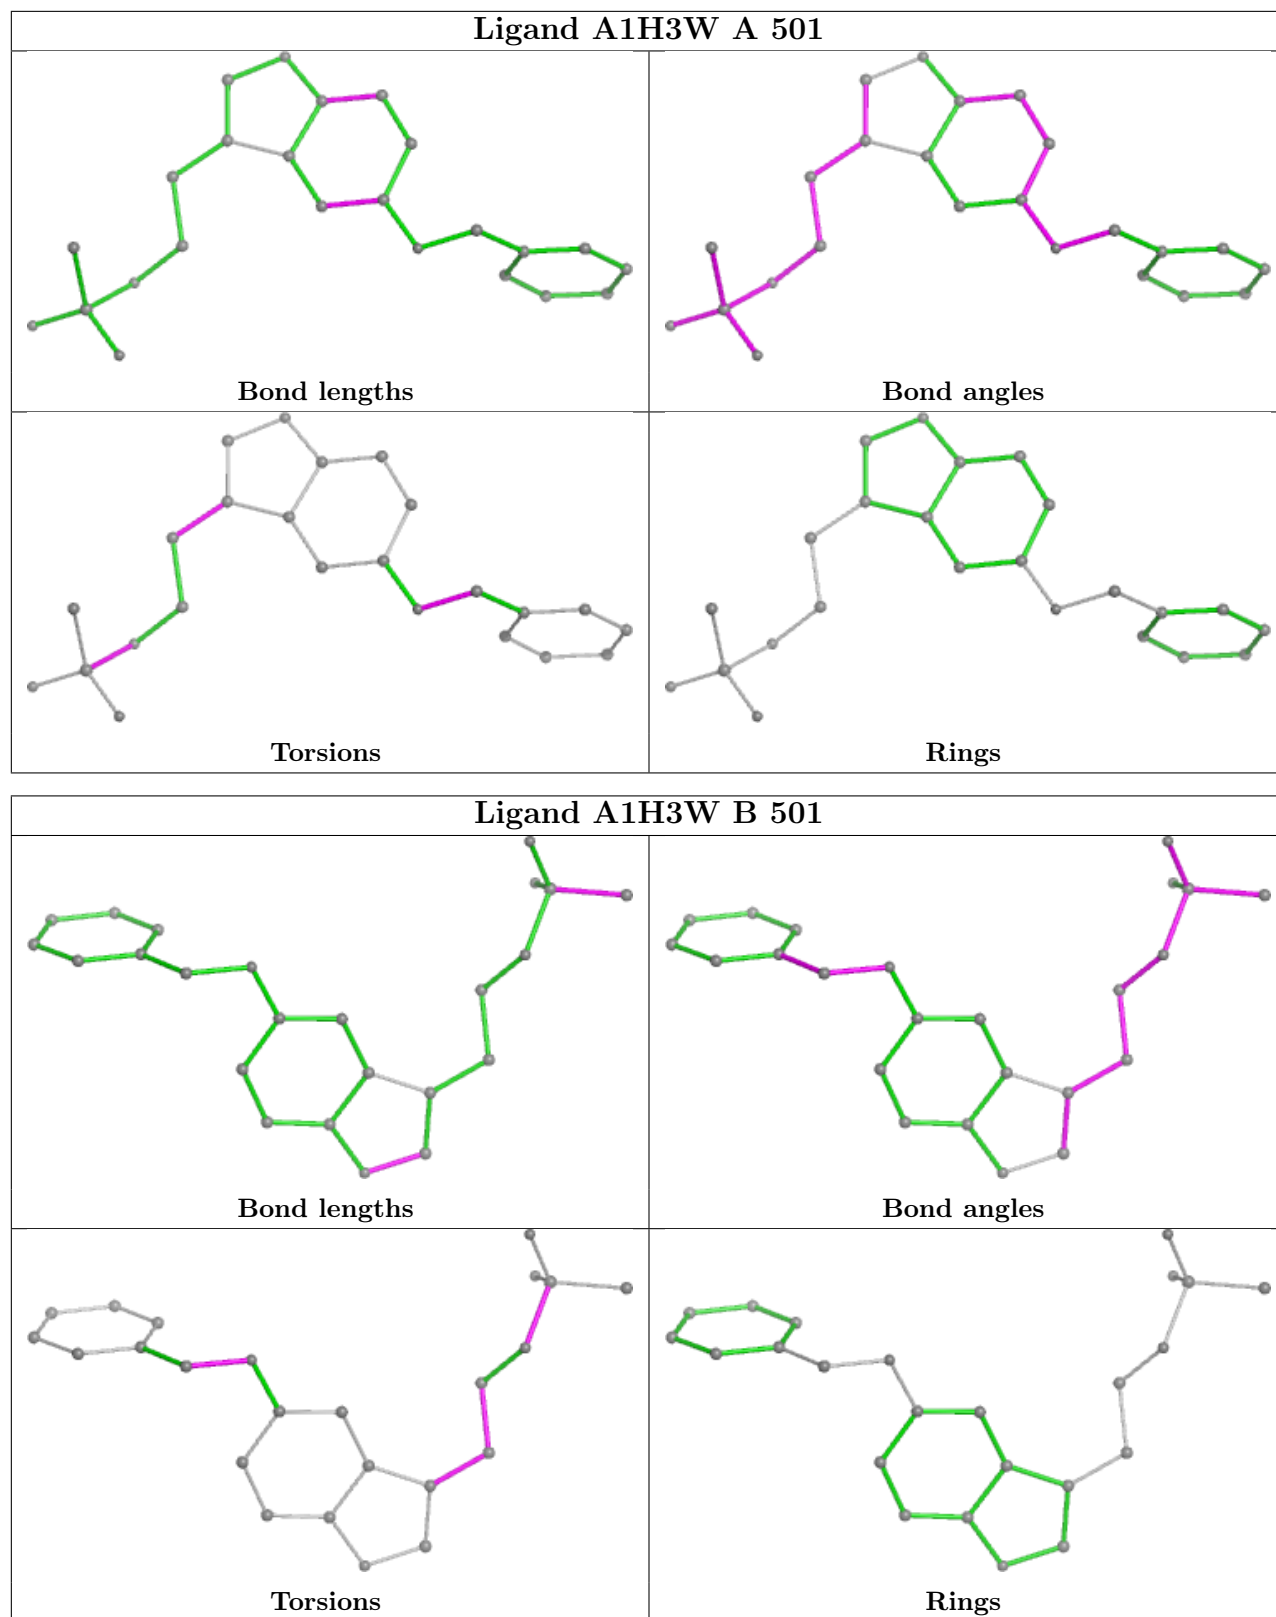 Ligand A1H3W A 501
Bond lengths
Bond angles
Torsions
Rings
Ligand A1H3W B 501
Bond lengths
Bond angles
Torsions
Rings